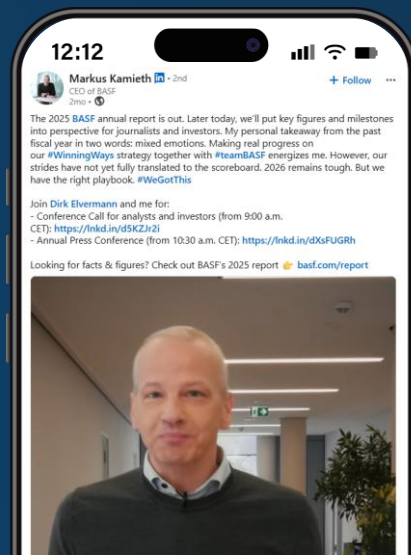 12:12
Markus Kamieth in • 2nd
+ Follow ...
CEO of BASF
2mo •
The 2025 BASF annual report is out. Later today, we'll put key figures and milestones
into perspective for journalists and investors. My personal takeaway from the past
fiscal year in two words: mixed emotions. Making real progress on
our #WinningWays strategy together with #teamBASF energizes me. However, our
strides have not yet fully translated to the scoreboard. 2026 remains tough. But we
have the right playbook. #WeGotThis
Join Dirk Elvermann and me for:
- Conference Call for analysts and investors (from 9:00 a.m.
CET): https://lnkd.in/d5KZJr2i
- Annual Press Conference (from 10:30 a.m. CET): https://lnkd.in/dXsFUGRh
Looking for facts & figures? Check out BASF's 2025 report 👉 basf.com/report